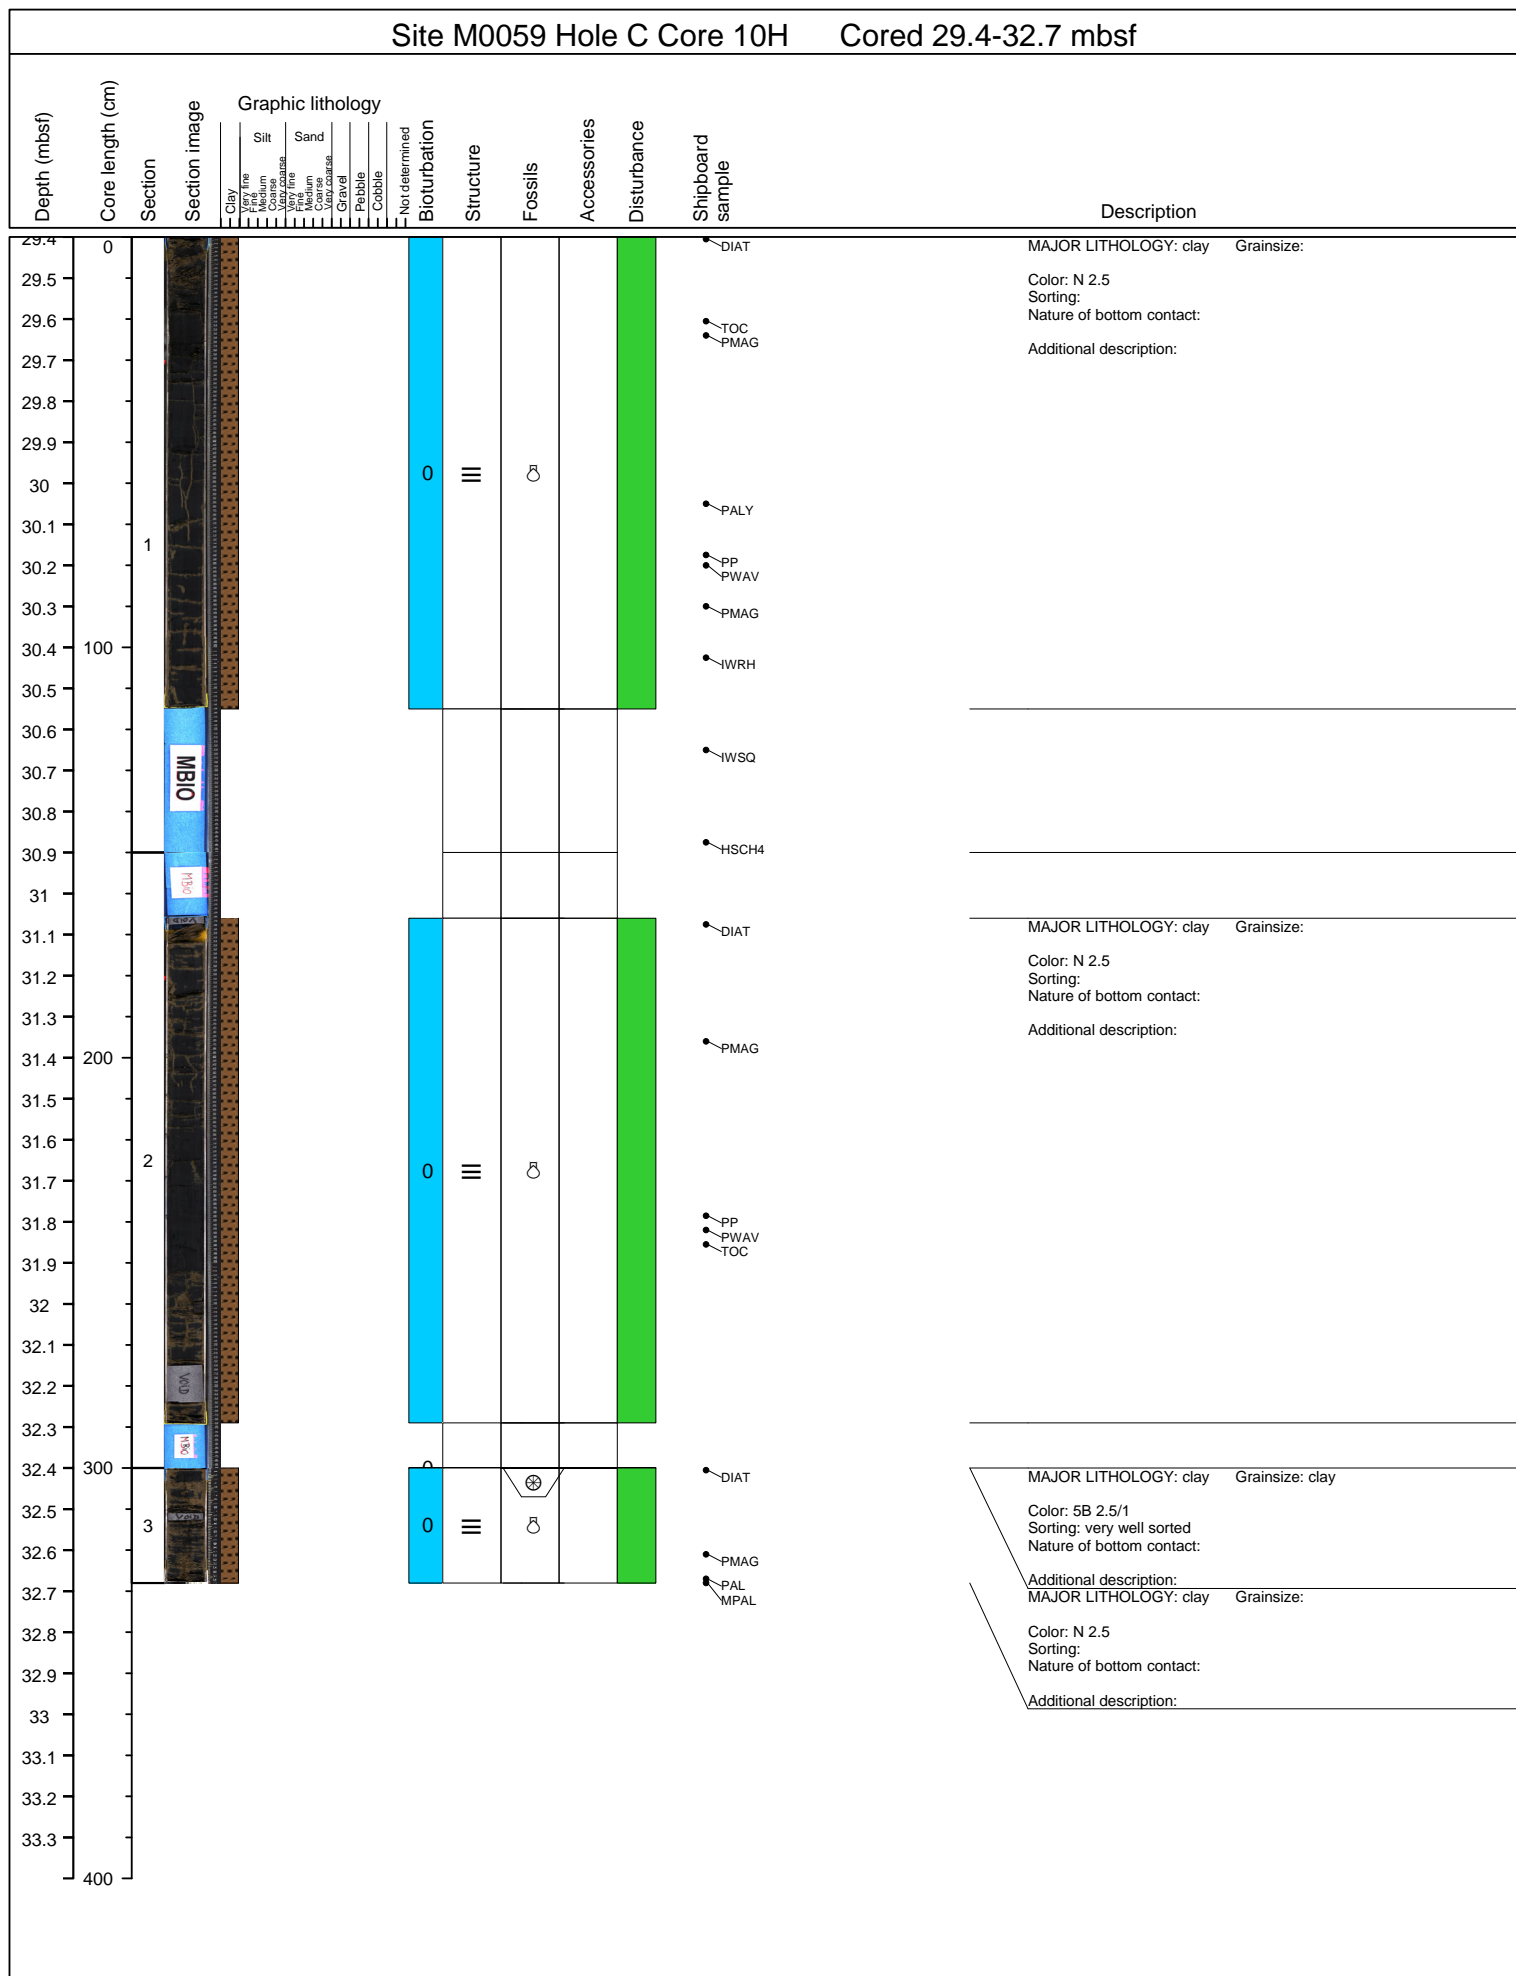 Site M0059 Hole C Core 10H Cored 29.4-32.7 mbsf
Depth (mbsf)
Core length (cm)
Section
Section image
Graphic lithology
Clay
Silt
Very fine
Fine
Medium
Coarse
Very coarse
Sand
Very fine
Fine
Medium
Coarse
Very coarse
Gravel
Pebble
Cobble
Not determined
Bioturbation
Structure
Fossils
Accessories
Disturbance
Shipboard
sample
Description
29.4
29.5
29.6
29.7
29.8
29.9
30
30.1
30.2
30.3
30.4
30.5
30.6
30.7
30.8
30.9
31
31.1
31.2
31.3
31.4
31.5
31.6
31.7
31.8
31.9
32
32.1
32.2
32.3
32.4
32.5
32.6
32.7
32.8
32.9
33
33.1
33.2
33.3
0
100
200
300
400
1
2
3
MBIO
MBIO
VOID
VOID
MBIO
0
0
0
0
DIAT
TOC
PMAG
PALY
PP
PWAV
PMAG
IWRH
IWSQ
HSCH4
DIAT
PMAG
PP
PWAV
TOC
DIAT
PMAG
PAL
MPAL
MAJOR LITHOLOGY: clay Grainsize:
Color: N 2.5
Sorting:
Nature of bottom contact:
Additional description:
MAJOR LITHOLOGY: clay Grainsize:
Color: N 2.5
Sorting:
Nature of bottom contact:
Additional description:
MAJOR LITHOLOGY: clay Grainsize: clay
Color: 5B 2.5/1
Sorting: very well sorted
Nature of bottom contact:
Additional description:
MAJOR LITHOLOGY: clay Grainsize:
Color: N 2.5
Sorting:
Nature of bottom contact:
Additional description: